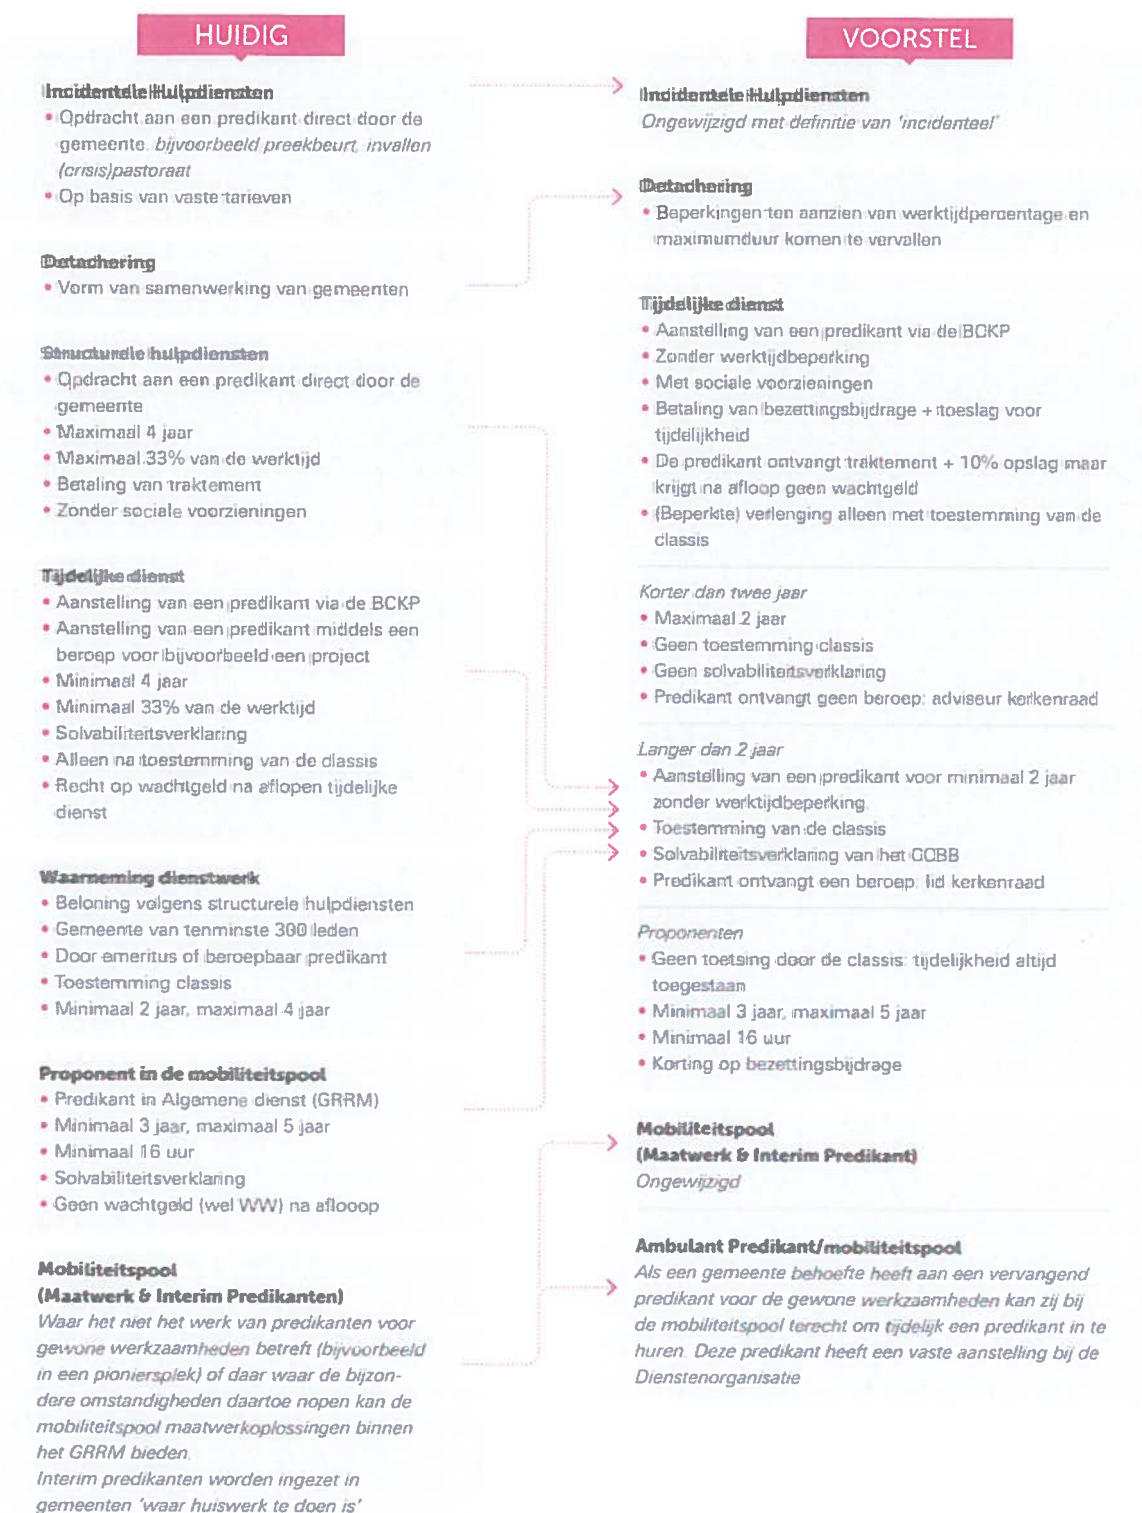 HUIDIG
Incidentele Hulpdiensten
• Opdracht aan een predikant direct door de
gemeente. bijvoorbeeld preekbeurt, invallen
(crisis)pastoraat
• Op basis van vaste tarieven
Detachering
• Vorm van samenwerking van gemeenten
Structurele hulpdiensten
• Opdracht aan een predikant direct door de
gemeente
• Maximaal 4 jaar
• Maximaal 33% van de werktijd
• Betaling van traktement
• Zonder sociale voorzieningen
Tijdelijke dienst
• Aanstelling van een predikant via de BCKP
• Aanstelling van een predikant middels een
beroep voor bijvoorbeeld een project
• Minimaal 4 jaar
• Minimaal 33% van de werktijd
• Solvabiliteitsverklaring
• Alleen na toestemming van de classis
• Recht op wachtgeld na aflopen tijdelijke
dienst
Waarneming dienstwerk
• Beloning volgens structurele hulpdiensten
• Gemeente van tenminste 300 leden
• Door emeritus of beroepbaar predikant
• Toestemming classis
• Minimaal 2 jaar, maximaal 4 jaar
Proponent in de mobiliteitspool
• Predikant in Algemene dienst (GRRM)
• Minimaal 3 jaar, maximaal 5 jaar
• Minimaal 16 uur
• Solvabiliteitsverklaring
• Geen wachtgeld (wel WW) na aflooop
Mobiliteitspool
(Maatwerk & Interim Predikanten)
Waar het niet het werk van predikanten voor
gewone werkzaamheden betreft (bijvoorbeeld
in een pioniersplek) of daar waar de bijzon-
dere omstandigheden daartoe nopen kan de
mobiliteitspool maatwerkoplossingen binnen
het GRRM bieden.
Interim predikanten worden ingezet in
gemeenten 'waar huiswerk te doen is'
VOORSTEL
Incidentele Hulpdiensten
Ongewijzigd met definitie van 'incidenteel'
Detachering
• Beperkingen ten aanzien van werktijdpercentage en
maximumduur komen te vervallen
Tijdelijke dienst
• Aanstelling van een predikant via de BCKP
• Zonder werktijdbeperking
• Met sociale voorzieningen
• Betaling van bezettingsbijdrage + toeslag voor
tijdelijkheid
• De predikant ontvangt traktement + 10% opslag maar
krijgt na afloop geen wachtgeld
• (Beperkte) verlenging alleen met toestemming van de
classis
Korter dan twee jaar
• Maximaal 2 jaar
• Geen toestemming classis
• Geen solvabiliteitsverklaring
• Predikant ontvangt geen beroep: adviseur kerkenraad
Langer dan 2 jaar
• Aanstelling van een predikant voor minimaal 2 jaar
zonder werktijdbeperking.
• Toestemming van de classis
• Solvabiliteitsverklaring van het CCBB
• Predikant ontvangt een beroep: lid kerkenraad
Proponenten
• Geen toetsing door de classis: tijdelijkheid altijd
toegestaan
• Minimaal 3 jaar, maximaal 5 jaar
• Minimaal 16 uur
• Korting op bezettingsbijdrage
Mobiliteitspool
(Maatwerk & Interim Predikant)
Ongewijzigd
Ambulant Predikant/mobiliteitspool
Als een gemeente behoefte heeft aan een vervangend
predikant voor de gewone werkzaamheden kan zij bij
de mobiliteitspool terecht om tijdelijk een predikant in te
huren. Deze predikant heeft een vaste aanstelling bij de
Dienstenorganisatie